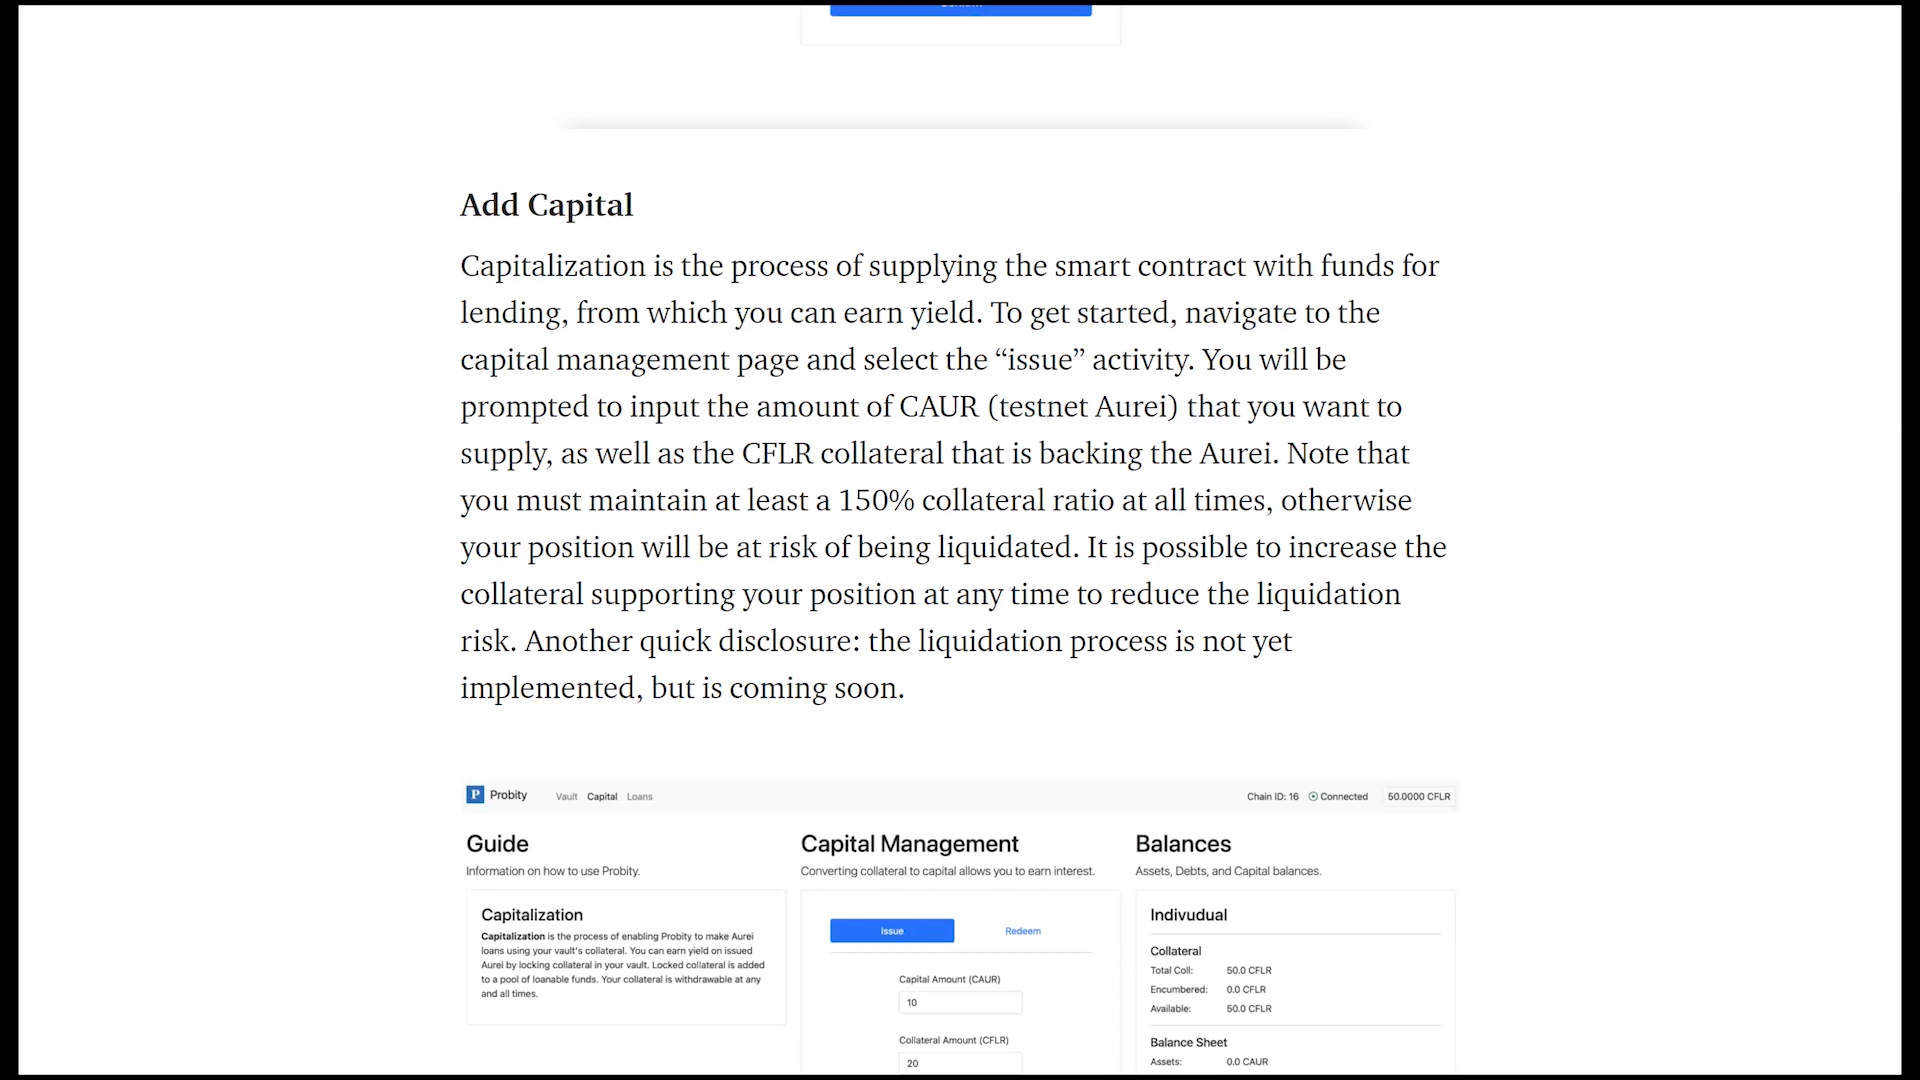 Add Capital
Capitalization is the process of supplying the smart contract with funds for
lending, from which you can earn yield. To get started, navigate to the
capital management page and select the “issue” activity. You will be
prompted to input the amount of CAUR (testnet Aurei) that you want to
supply, as well as the CFLR collateral that is backing the Aurei. Note that
you must maintain at least a 150% collateral ratio at all times, otherwise
your position will be at risk of being liquidated. It is possible to increase the
collateral supporting your position at any time to reduce the liquidation
risk. Another quick disclosure: the liquidation process is not yet
implemented, but is coming soon.
P Probity Vault Capital Loans Chain ID: 16 Connected 50.0000 CFLR
Guide
Information on how to use Probity.
Capitalization
Capitalization is the process of enabling Probity to make Aurei
loans using your vault's collateral. You can earn yield on issued
Aurei by locking collateral in your vault. Locked collateral is added
to a pool of loanable funds. Your collateral is withdrawable at any
and all times.
Capital Management
Converting collateral to capital allows you to earn interest.
Issue Redeem
Capital Amount (CAUR)
10
Collateral Amount (CFLR)
20
Balances
Assets, Debts, and Capital balances.
Indivudual
Collateral
Total Coll: 50.0 CFLR
Encumbered: 0.0 CFLR
Available: 50.0 CFLR
Balance Sheet
Assets: 0.0 CAUR